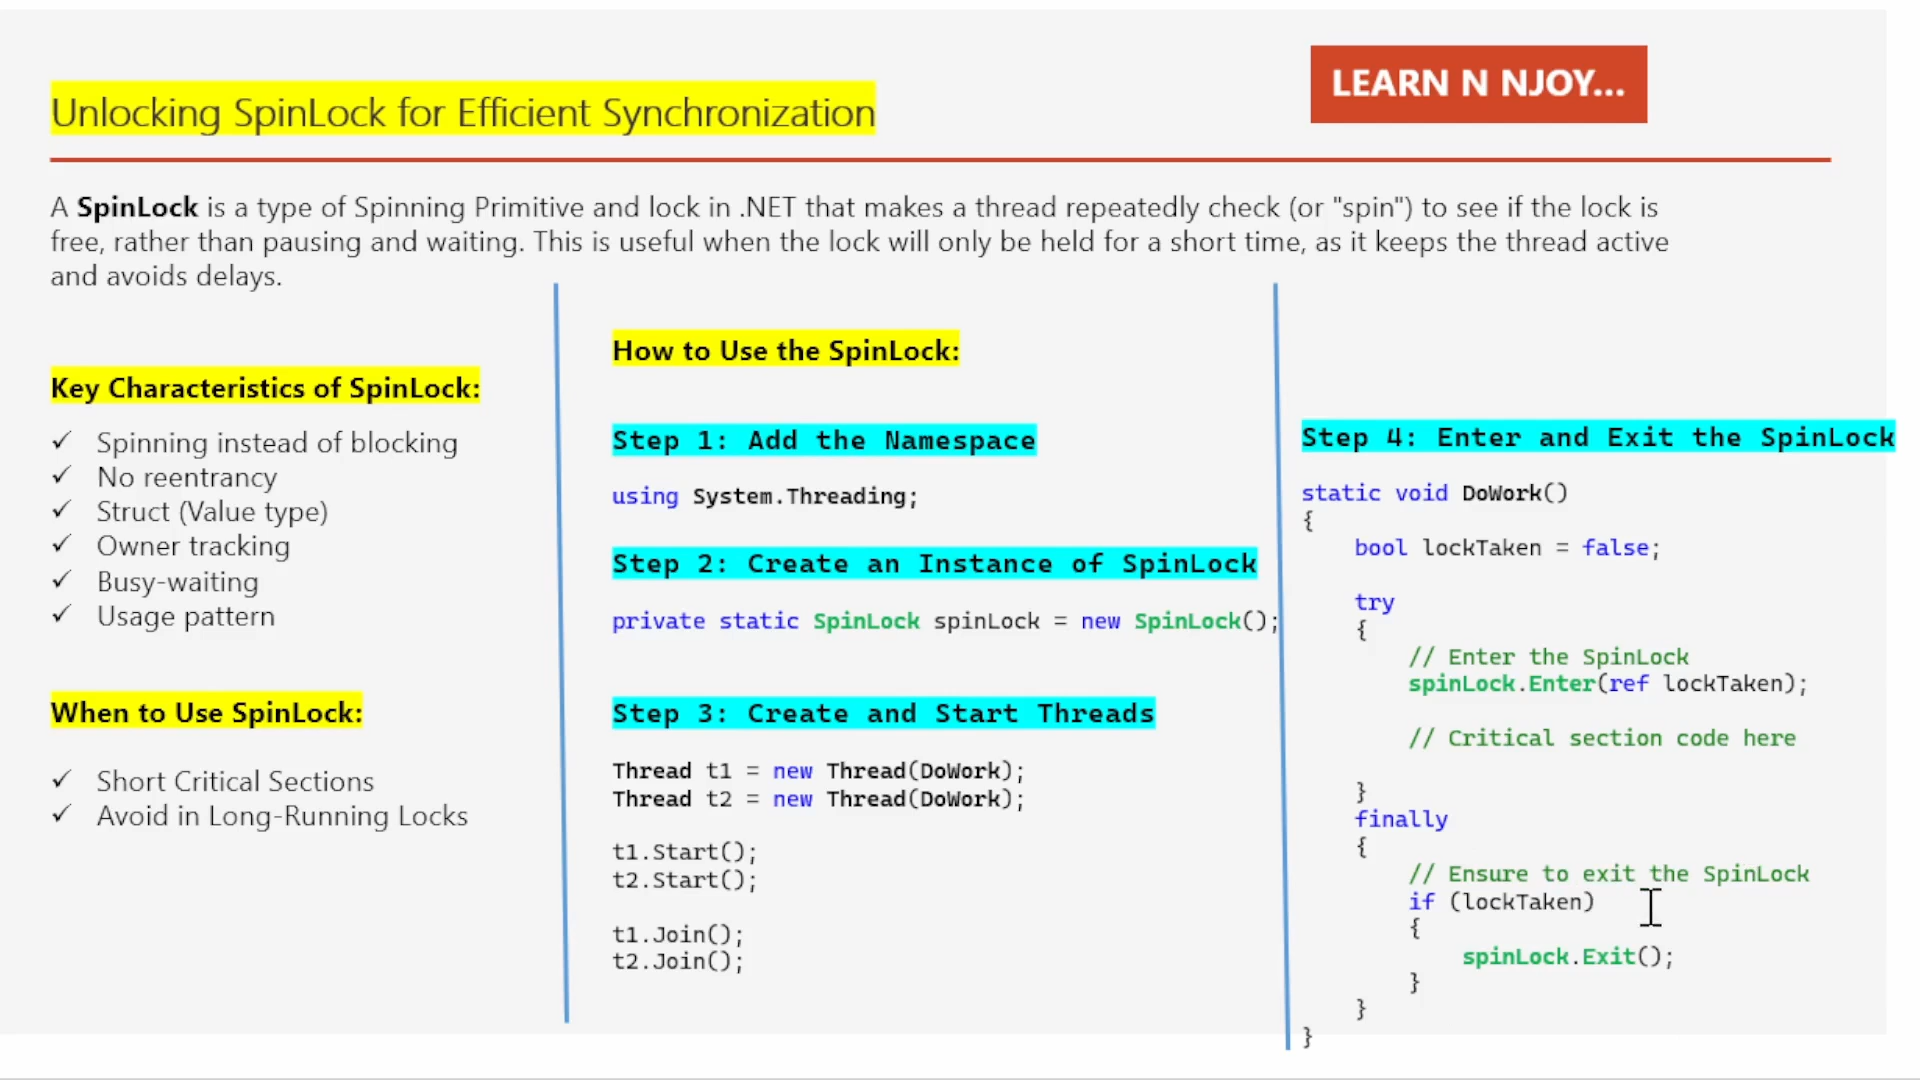 Unlocking SpinLock for Efficient Synchronization
LEARN N NJOY...
A SpinLock is a type of Spinning Primitive and lock in .NET that makes a thread repeatedly check (or "spin") to see if the lock is
free, rather than pausing and waiting. This is useful when the lock will only be held for a short time, as it keeps the thread active
and avoids delays.
Key Characteristics of SpinLock:
✓ Spinning instead of blocking
✓ No reentrancy
✓ Struct (Value type)
✓ Owner tracking
✓ Busy-waiting
✓ Usage pattern
When to Use SpinLock:
✓ Short Critical Sections
✓ Avoid in Long-Running Locks
How to Use the SpinLock:
Step 1: Add the Namespace
using System.Threading;
Step 2: Create an Instance of SpinLock
private static SpinLock spinLock = new SpinLock();
Step 3: Create and Start Threads
Thread t1 = new Thread(DoWork);
Thread t2 = new Thread(DoWork);
t1.Start();
t2.Start();
t1.Join();
t2.Join();
Step 4: Enter and Exit the SpinLock
static void DoWork()
{
bool lockTaken = false;
try
{
// Enter the SpinLock
spinLock.Enter(ref lockTaken);
// Critical section code here
}
finally
{
// Ensure to exit the SpinLock
if (lockTaken)
{
spinLock.Exit();
}
}
}